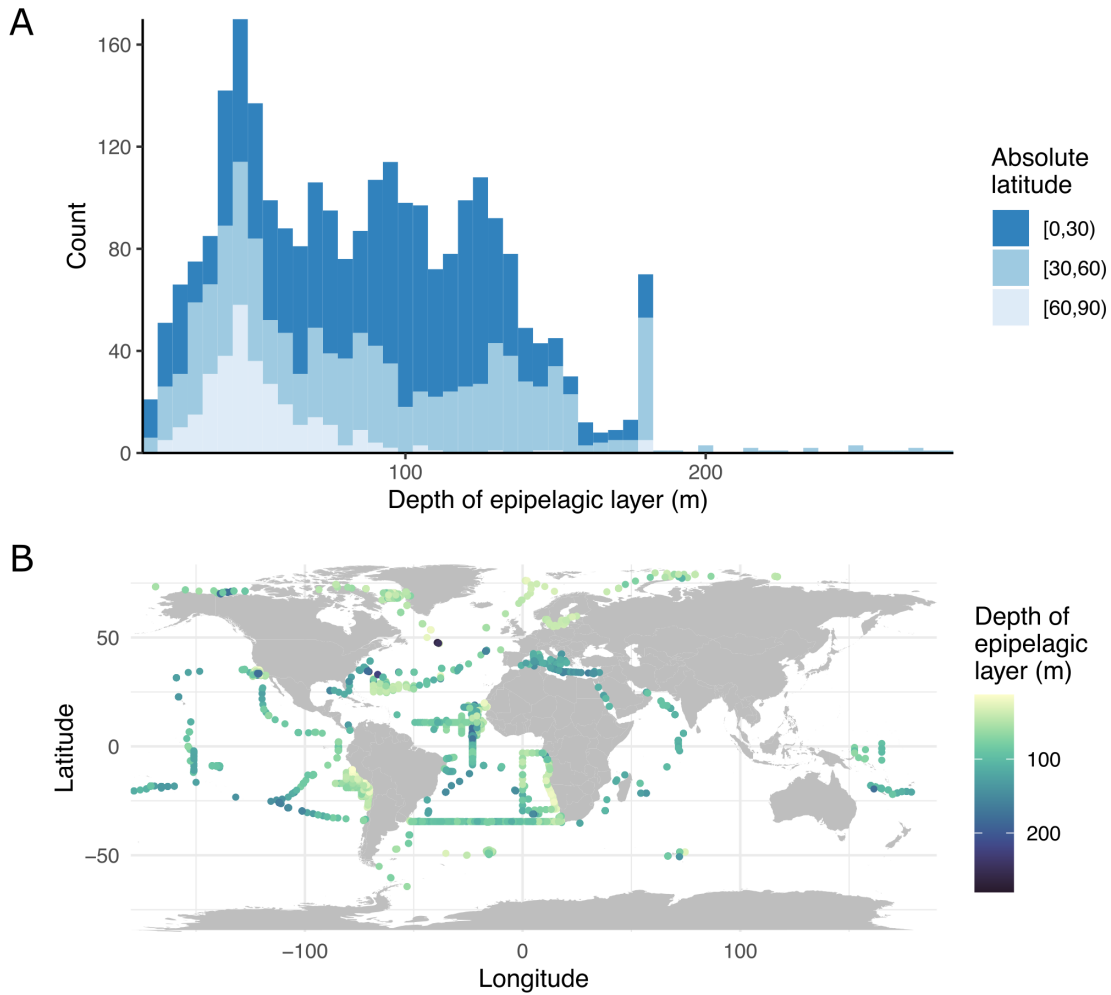 A
160
120
80
40
0
Count
100
200
Depth of epipelagic layer (m)
Absolute
latitude
[0,30)
[30,60)
[60,90)
B
50
0
−50
Latitude
−100
0
100
Longitude
Depth of
epipelagic
layer (m)
100
200